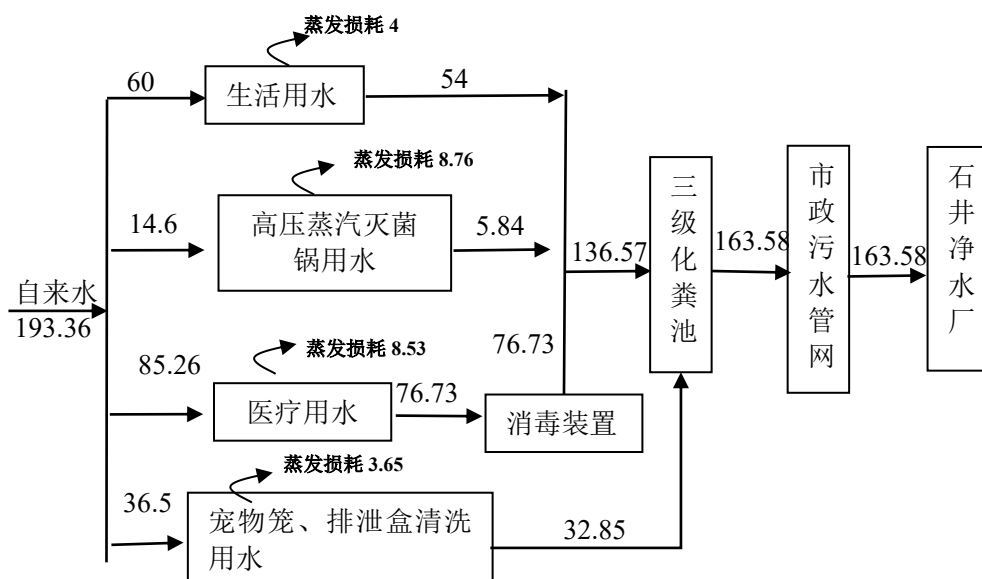 蒸发损耗 4
60
生活用水
54
蒸发损耗 8.76
14.6
高压蒸汽灭菌
锅用水
5.84
自来水
193.36
蒸发损耗 8.53
85.26
医疗用水
76.73
消毒装置
76.73
136.57
蒸发损耗 3.65
36.5
宠物笼、排泄盒清洗
用水
32.85
三级化粪池
163.58
市政污水管网
163.58
石井净水厂